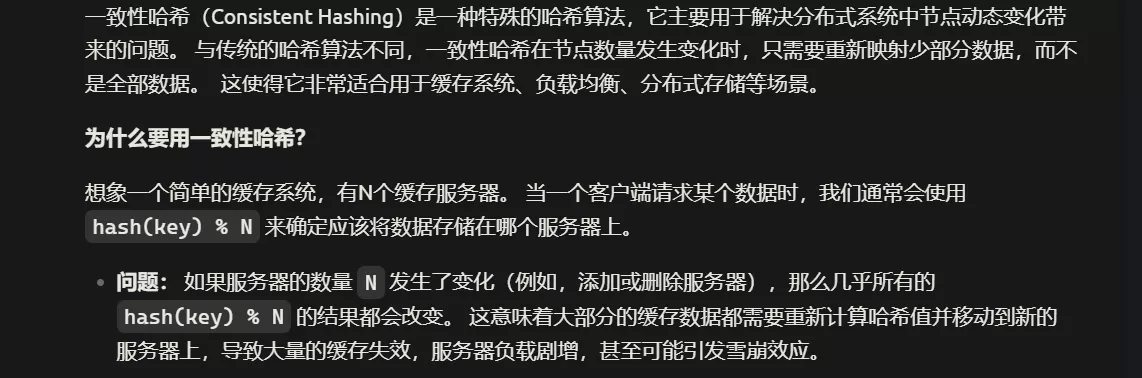 一致性哈希（Consistent Hashing）是一种特殊的哈希算法，它主要用于解决分布式系统中节点动态变化带
来的问题。 与传统的哈希算法不同，一致性哈希在节点数量发生变化时，只需要重新映射少部分数据，而不
是全部数据。 这使得它非常适合用于缓存系统、负载均衡、分布式存储等场景。
为什么要用一致性哈希？
想象一个简单的缓存系统，有N个缓存服务器。 当一个客户端请求某个数据时，我们通常会使用
hash(key) % N 来确定应该将数据存储在哪个服务器上。
• 问题： 如果服务器的数量 N 发生了变化（例如，添加或删除服务器），那么几乎所有的
hash(key) % N 的结果都会改变。 这意味着大部分的缓存数据都需要重新计算哈希值并移动到新的
服务器上，导致大量的缓存失效，服务器负载剧增，甚至可能引发雪崩效应。